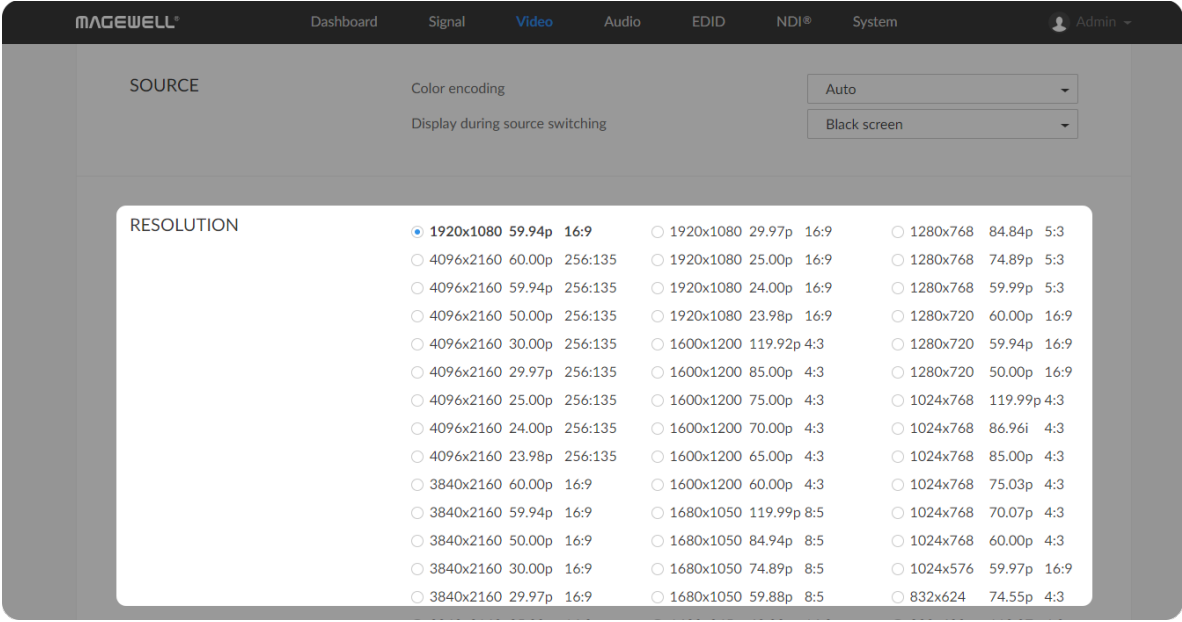 MAGEWELL®
Dashboard Signal Video Audio EDID NDI® System Admin
SOURCE
Color encoding Auto
Display during source switching Black screen
RESOLUTION
1920x1080 59.94p 16:9 1920x1080 29.97p 16:9 1280x768 84.84p 5:3
4096x2160 60.00p 256:135 1920x1080 25.00p 16:9 1280x768 74.89p 5:3
4096x2160 59.94p 256:135 1920x1080 24.00p 16:9 1280x768 59.99p 5:3
4096x2160 50.00p 256:135 1920x1080 23.98p 16:9 1280x720 60.00p 16:9
4096x2160 30.00p 256:135 1600x1200 119.92p 4:3 1280x720 59.94p 16:9
4096x2160 29.97p 256:135 1600x1200 85.00p 4:3 1280x720 50.00p 16:9
4096x2160 25.00p 256:135 1600x1200 75.00p 4:3 1024x768 119.99p 4:3
4096x2160 24.00p 256:135 1600x1200 70.00p 4:3 1024x768 86.96i 4:3
4096x2160 23.98p 256:135 1600x1200 65.00p 4:3 1024x768 85.00p 4:3
3840x2160 60.00p 16:9 1600x1200 60.00p 4:3 1024x768 75.03p 4:3
3840x2160 59.94p 16:9 1680x1050 119.99p 8:5 1024x768 70.07p 4:3
3840x2160 50.00p 16:9 1680x1050 84.94p 8:5 1024x768 60.00p 4:3
3840x2160 30.00p 16:9 1680x1050 74.89p 8:5 1024x576 59.97p 16:9
3840x2160 29.97p 16:9 1680x1050 59.88p 8:5 832x624 74.55p 4:3